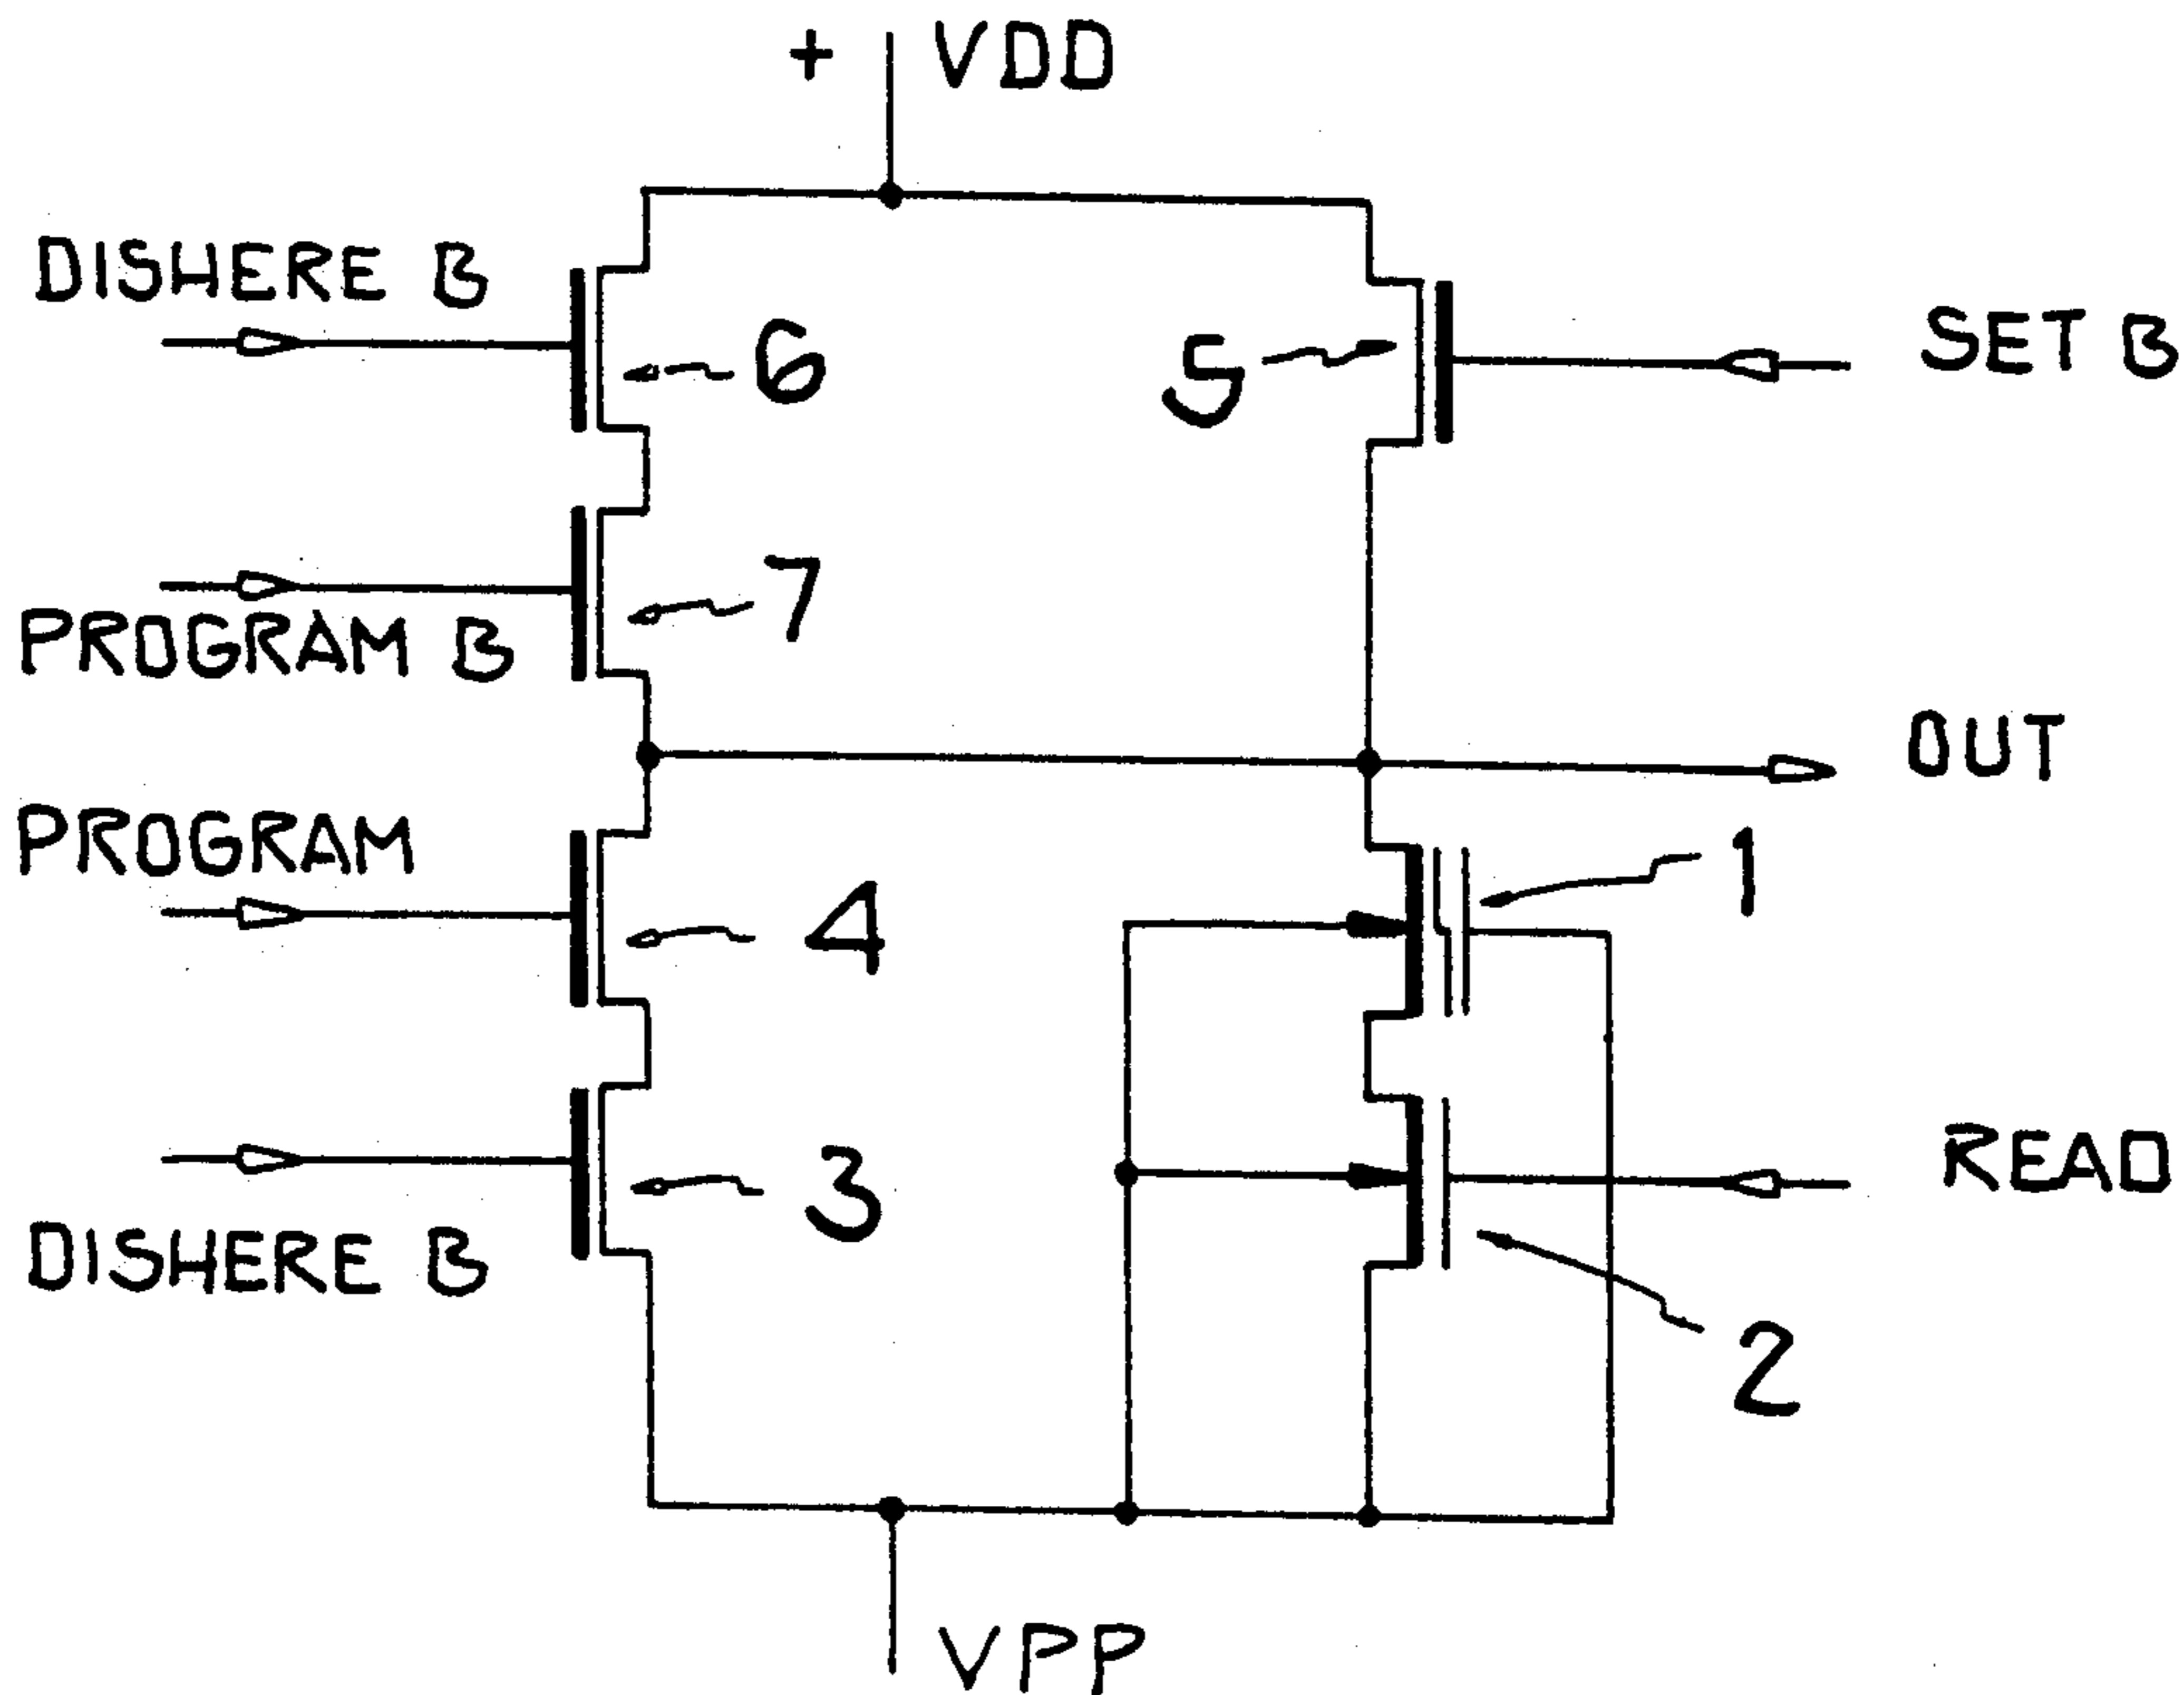 + VDD
DISHERE B
6
5
SET B
7
PROGRAM B
OUT
PROGRAM
1
4
READ
3
DISHERE B
2
VPP